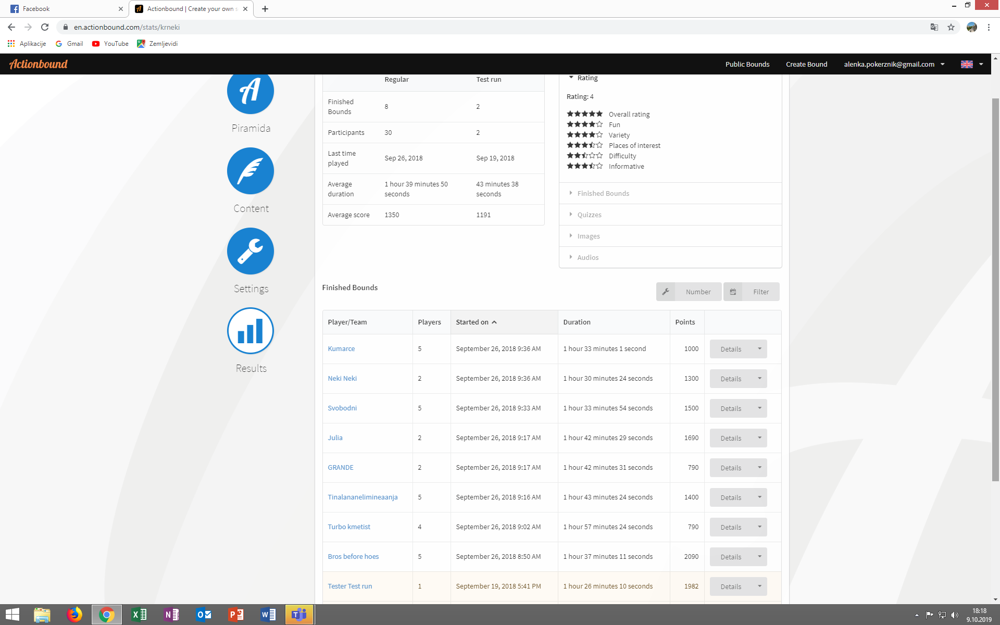 Facebook
Actionbound | Create your own s
en.actionbound.com/stats/krneki
Aplikacije
Gmail
YouTube
Zemljevidi
Actionbound
Public Bounds
Create Bound
alenka.pokerznik@gmail.com
Piramida
Content
Settings
Results
Regular Test run
Finished Bounds 8 2
Participants 30 2
Last time played Sep 26, 2018 Sep 19, 2018
Average duration 1 hour 39 minutes 50 seconds 43 minutes 38 seconds
Average score 1350 1191
Rating
Rating: 4
Overall rating
Fun
Variety
Places of interest
Difficulty
Informative
Finished Bounds
Quizzes
Images
Audios
Finished Bounds
Number
Filter
Player/Team Players Started on Duration Points
Kumarce 5 September 26, 2018 9:36 AM 1 hour 33 minutes 1 second 1000 Details
Neki Neki 2 September 26, 2018 9:36 AM 1 hour 30 minutes 24 seconds 1300 Details
Svobodni 5 September 26, 2018 9:33 AM 1 hour 33 minutes 54 seconds 1500 Details
Julia 2 September 26, 2018 9:17 AM 1 hour 42 minutes 29 seconds 1690 Details
GRANDE 2 September 26, 2018 9:17 AM 1 hour 42 minutes 31 seconds 790 Details
Tinalananelimineaanja 5 September 26, 2018 9:16 AM 1 hour 43 minutes 24 seconds 1400 Details
Turbo kmetist 4 September 26, 2018 9:02 AM 1 hour 57 minutes 24 seconds 790 Details
Bros before hoes 5 September 26, 2018 8:50 AM 1 hour 37 minutes 11 seconds 2090 Details
Tester Test run 1 September 19, 2018 5:41 PM 1 hour 26 minutes 10 seconds 1982 Details
18:18
9.10.2019